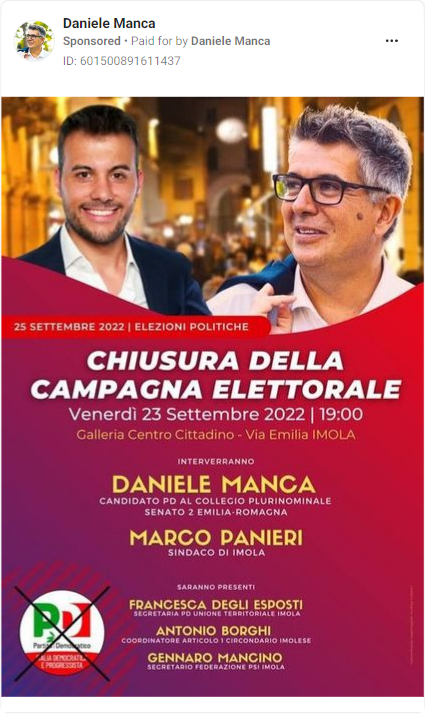 Daniele Manca
Sponsored • Paid for by Daniele Manca
ID: 601500891611437
25 SETTEMBRE 2022 | ELEZIONI POLITICHE
CHIUSURA DELLA
CAMPAGNA ELETTORALE
Venerdì 23 Settembre 2022 | 19:00
Galleria Centro Cittadino - Via Emilia IMOLA
INTERVERRANNO
DANIELE MANCA
CANDIDATO PD AL COLLEGIO PLURINOMINALE
SENATO 2 EMILIA-ROMAGNA
MARCO PANIERI
SINDACO DI IMOLA
SARANNO PRESENTI
FRANCESCA DEGLI ESPOSTI
SEGRETARIA PD UNIONE TERRITORIALE IMOLA
ANTONIO BORGHI
COORDINATORE ARTICOLO 1 CIRCONDARIO IMOLESE
GENNARO MANCINO
SECRETARIO FEDERAZIONE PSI IMOLA
PD
Partito Democratico
ITALIA DEMOCRATICA
E PROGRESSISTA